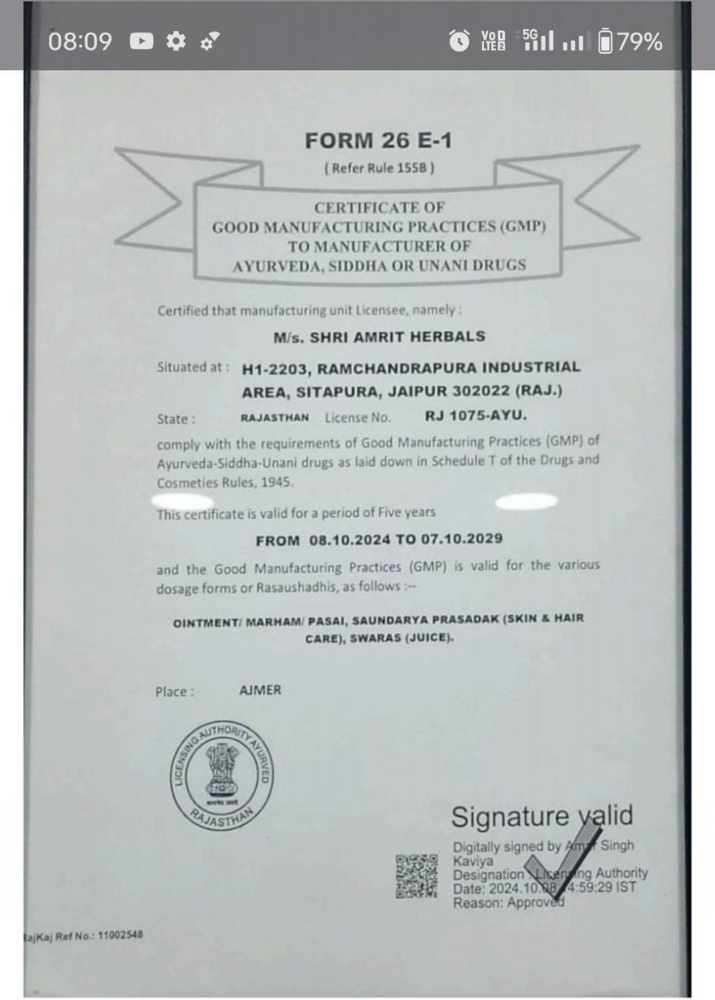 08:09
VoD
LTE2
5G
79%
FORM 26 E-1
( Refer Rule 155B )
CERTIFICATE OF
GOOD MANUFACTURING PRACTICES (GMP)
TO MANUFACTURER OF
AYURVEDA, SIDDHA OR UNANI DRUGS
Certified that manufacturing unit Licensee, namely :
M/s. SHRI AMRIT HERBALS
Situated at : H1-2203, RAMCHANDRAPURA INDUSTRIAL
AREA, SITAPURA, JAIPUR 302022 (RAJ.)
State : RAJASTHAN License No. RJ 1075-AYU.
comply with the requirements of Good Manufacturing Practices (GMP) of
Ayurveda-Siddha-Unani drugs as laid down in Schedule T of the Drugs and
Cosmeties Rules, 1945.
This certificate is valid for a period of Five years
FROM 08.10.2024 TO 07.10.2029
and the Good Manufacturing Practices (GMP) is valid for the various
dosage forms or Rasaushadhis, as follows :--
OINTMENT/ MARHAM/ PASAI, SAUNDARYA PRASADAK (SKIN & HAIR
CARE), SWARAS (JUICE).
Place : AJMER
LICENSING AUTHORITY AYURVED
सत्यमेव जयते
RAJASTHAN
Signature valid
Digitally signed by Amar Singh
Kaviya
Designation : Licensing Authority
Date: 2024.10.08 4:59:29 IST
Reason: Approved
RajKaj Ref No.: 11002548